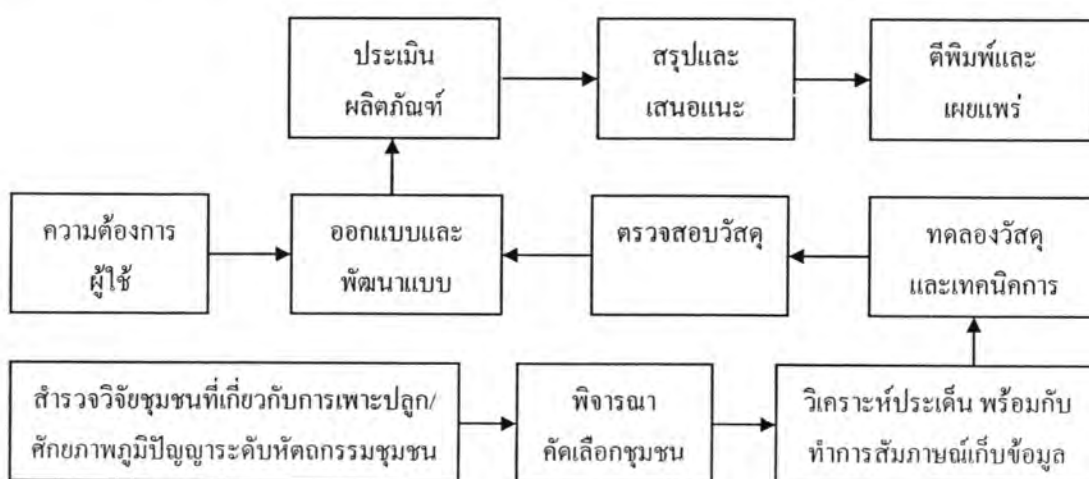 ประเมิน
ผลิตภัณฑ์
สรุปและ
เสนอแนะ
ตีพิมพ์และ
เผยแพร่
ความต้องการ
ผู้ใช้
ออกแบบและ
พัฒนาแบบ
ตรวจสอบวัสดุ
ทดลองวัสดุ
และเทคนิคการ
สำรวจวิจัยชุมชนที่เกี่ยวกับการเพาะปลูก/
ศักยภาพภูมิปัญญาระดับหัตถกรรมชุมชน
พิจารณา
คัดเลือกชุมชน
วิเคราะห์ประเด็น พร้อมกับ
ทำการสัมภาษณ์เก็บข้อมูล